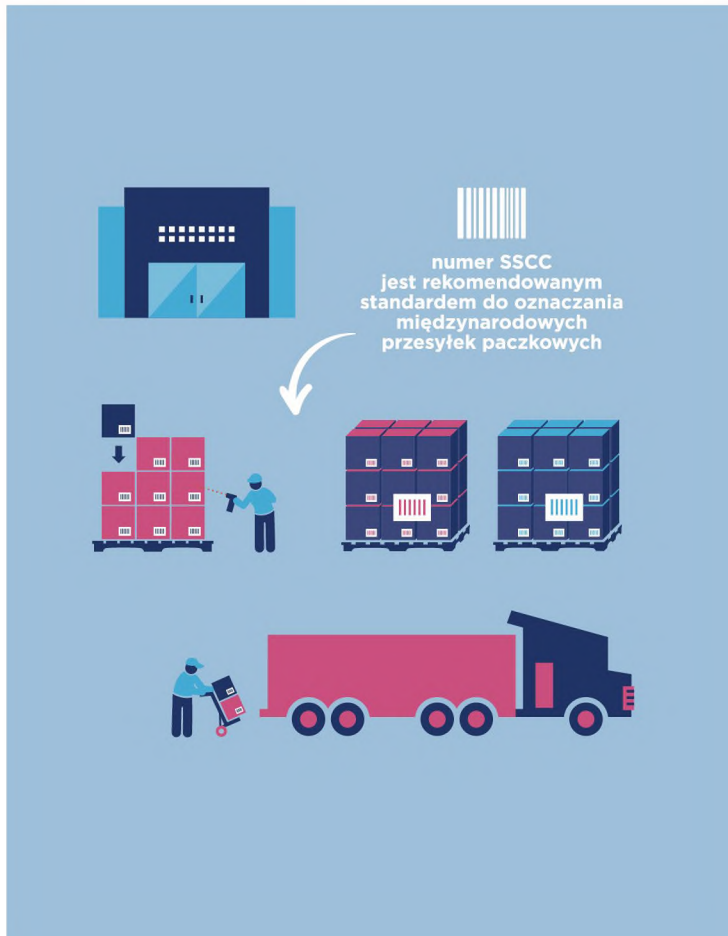 numer SSCC
jest rekomendowanym
standardem do oznaczania
międzynarodowych
przesyłek paczkowych